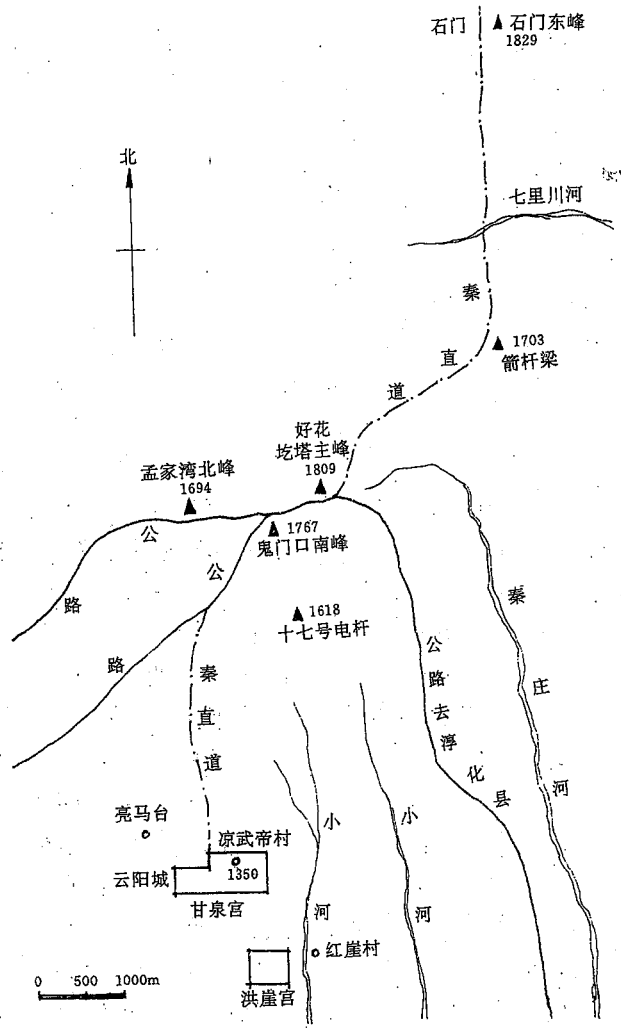 石门
石门东峰
1829
北
七里川河
秦直道
1703
箭杆梁
好花
圪塔主峰
1809
孟家湾北峰
1694
1767
鬼门口南峰
公路
公路
1618
十七号电杆
秦直道
公路去淳化县
秦庄河
亮马台
凉武帝村
1350
云阳城
甘泉宫
小河
小河
红崖村
洪崖宫
0 500 1000m